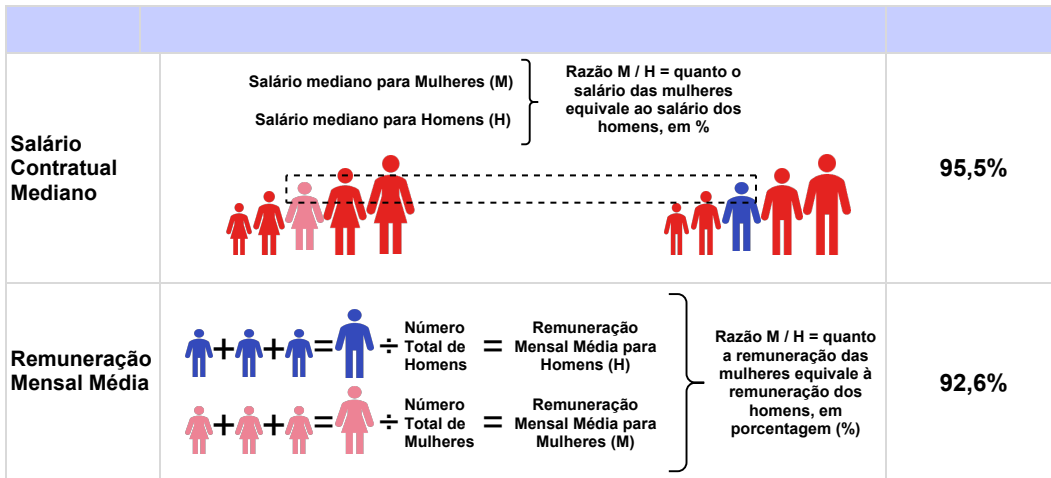 Salário
Contratual
Mediano
Salário mediano para Mulheres (M)
Salário mediano para Homens (H)
Razão M / H = quanto o
salário das mulheres
equivale ao salário dos
homens, em %
95,5%
Remuneração
Mensal Média
+ + = ÷
Número
Total de
Homens
=
Remuneração
Mensal Média para
Homens (H)
+ + = ÷
Número
Total de
Mulheres
=
Remuneração
Mensal Média para
Mulheres (M)
Razão M / H = quanto
a remuneração das
mulheres equivale à
remuneração dos
homens, em
porcentagem (%)
92,6%